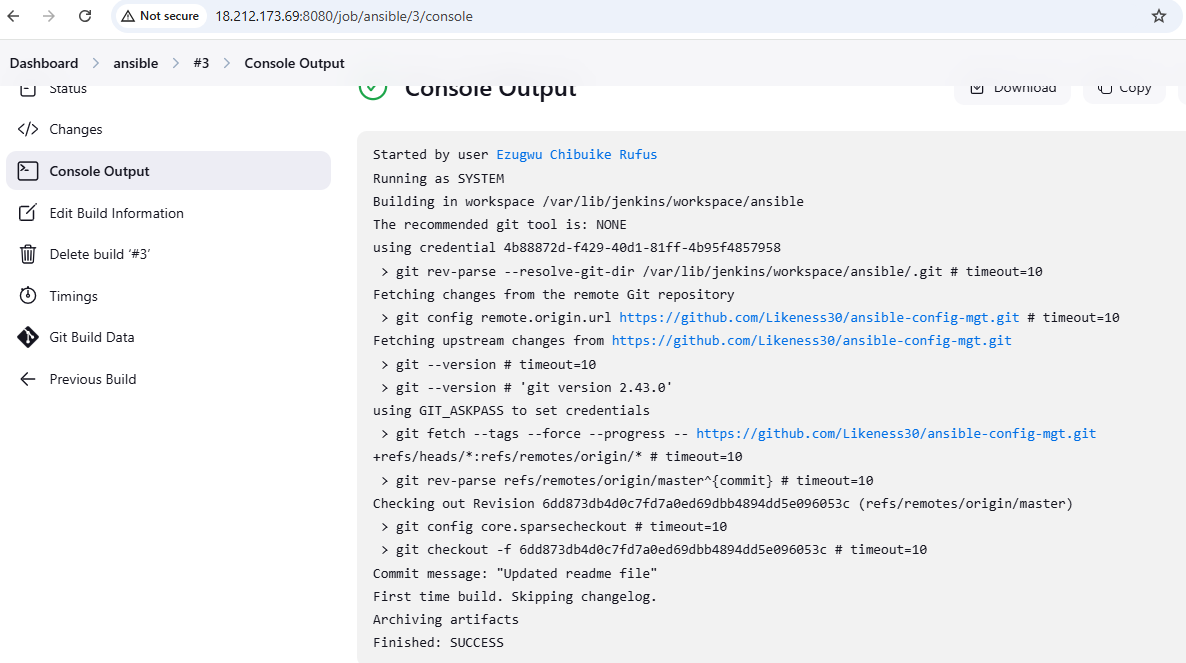 Not secure 18.212.173.69:8080/job/ansible/3/console
Dashboard > ansible > #3 > Console Output
Status
Changes
Console Output
Edit Build Information
Delete build ‘#3’
Timings
Git Build Data
Previous Build
Console Output
Download
Copy
Started by user Ezugwu Chibuike Rufus
Running as SYSTEM
Building in workspace /var/lib/jenkins/workspace/ansible
The recommended git tool is: NONE
using credential 4b88872d-f429-40d1-81ff-4b95f4857958
> git rev-parse --resolve-git-dir /var/lib/jenkins/workspace/ansible/.git # timeout=10
Fetching changes from the remote Git repository
> git config remote.origin.url https://github.com/Likeness30/ansible-config-mgt.git # timeout=10
Fetching upstream changes from https://github.com/Likeness30/ansible-config-mgt.git
> git --version # timeout=10
> git --version # 'git version 2.43.0'
using GIT_ASKPASS to set credentials
> git fetch --tags --force --progress -- https://github.com/Likeness30/ansible-config-mgt.git
+refs/heads/*:refs/remotes/origin/* # timeout=10
> git rev-parse refs/remotes/origin/master^{commit} # timeout=10
Checking out Revision 6dd873db4d0c7fd7a0ed69dbb4894dd5e096053c (refs/remotes/origin/master)
> git config core.sparsecheckout # timeout=10
> git checkout -f 6dd873db4d0c7fd7a0ed69dbb4894dd5e096053c # timeout=10
Commit message: "Updated readme file"
First time build. Skipping changelog.
Archiving artifacts
Finished: SUCCESS